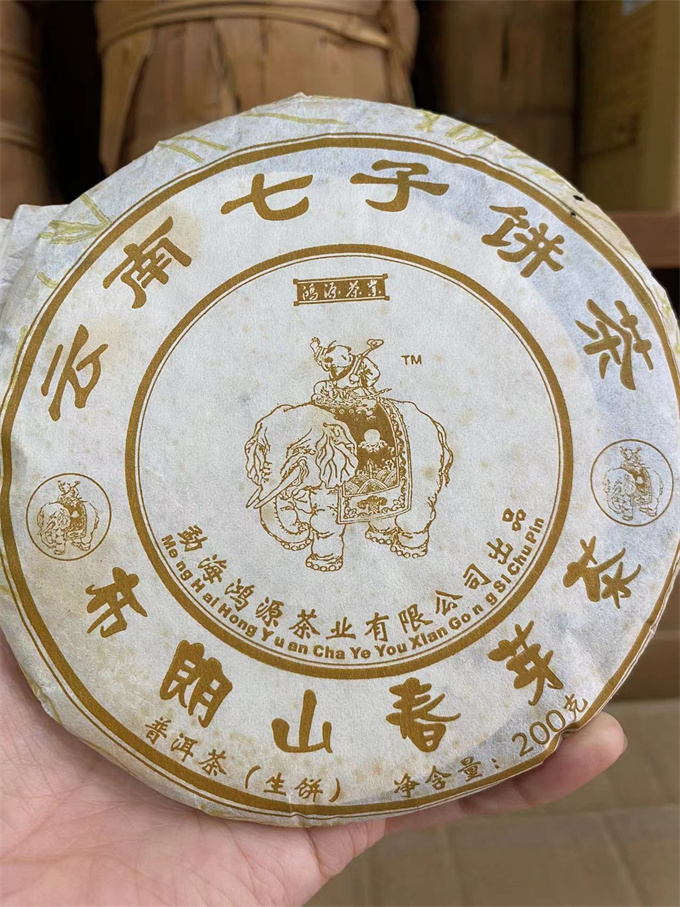 云南七子饼茶
鸿源茶業
TM
勐海鸿源茶业有限公司出品
Meng Hai Hong Yuan Cha Ye You Xian Gong Si Chu Pin
布朗山春芽茶
普洱茶（生饼） 净含量：200克